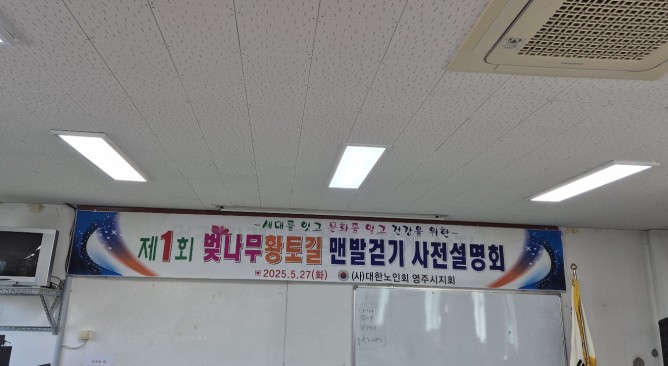 ~세대를 잇고 문화를 맡고 건강을 위한~
제1회 벚나무황토길 맨발걷기 사전설명회
2025.5.27(화) (사)대한노인회 영주시지회